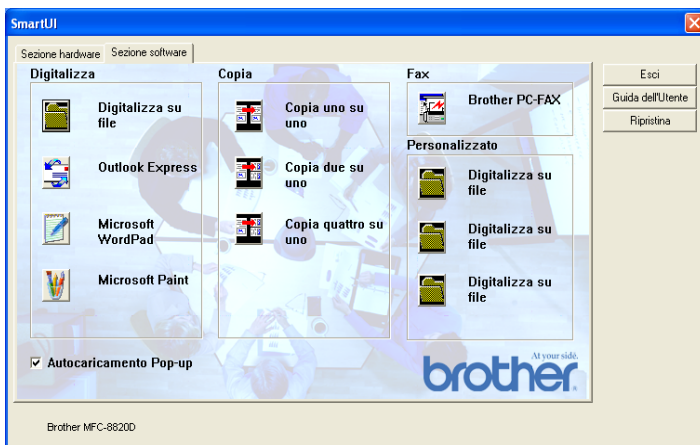 SmartUI
Sezione hardware
Sezione software
Digitalizza
Digitalizza su
file
Outlook Express
Microsoft
WordPad
Microsoft Paint
Copia
Copia uno su
uno
Copia due su
uno
Copia quattro su
uno
Fax
Brother PC-FAX
Personalizzato
Digitalizza su
file
Digitalizza su
file
Digitalizza su
file
Esci
Guida dell'Utente
Ripristina
Autocaricamento Pop-up
At your side.
brother
Brother MFC-8820D